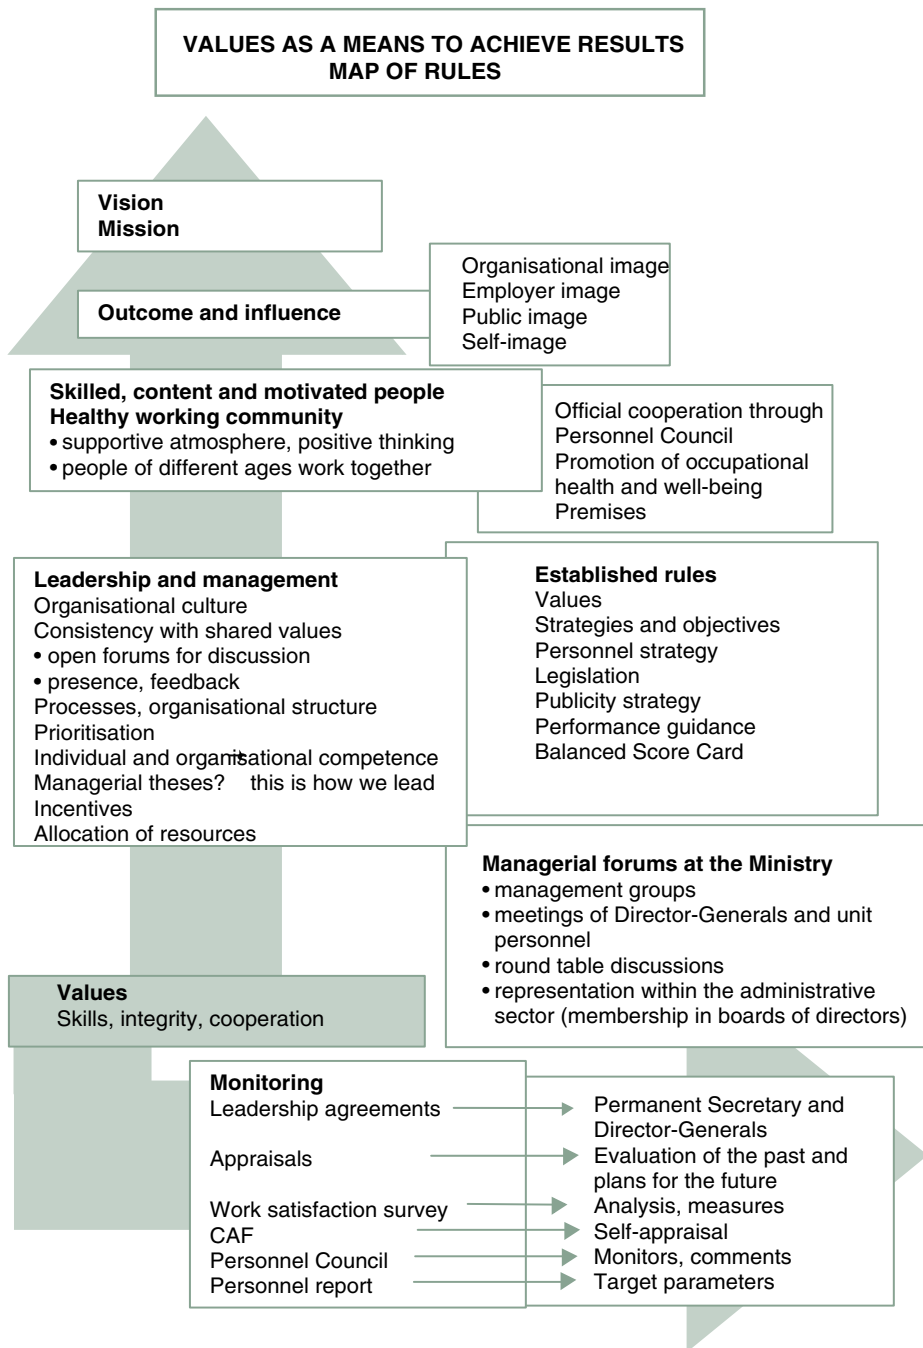 VALUES AS A MEANS TO ACHIEVE RESULTS
MAP OF RULES
Vision
Mission
Outcome and influence
Organisational image
Employer image
Public image
Self-image
Skilled, content and motivated people
Healthy working community
• supportive atmosphere, positive thinking
• people of different ages work together
Official cooperation through
Personnel Council
Promotion of occupational
health and well-being
Premises
Leadership and management
Organisational culture
Consistency with shared values
• open forums for discussion
• presence, feedback
Processes, organisational structure
Prioritisation
Individual and organisational competence
Managerial theses? this is how we lead
Incentives
Allocation of resources
Established rules
Values
Strategies and objectives
Personnel strategy
Legislation
Publicity strategy
Performance guidance
Balanced Score Card
Managerial forums at the Ministry
• management groups
• meetings of Director-Generals and unit
personnel
• round table discussions
• representation within the administrative
sector (membership in boards of directors)
Values
Skills, integrity, cooperation
Monitoring
Leadership agreements
Appraisals
Work satisfaction survey
CAF
Personnel Council
Personnel report
Permanent Secretary and
Director-Generals
Evaluation of the past and
plans for the future
Analysis, measures
Self-appraisal
Monitors, comments
Target parameters